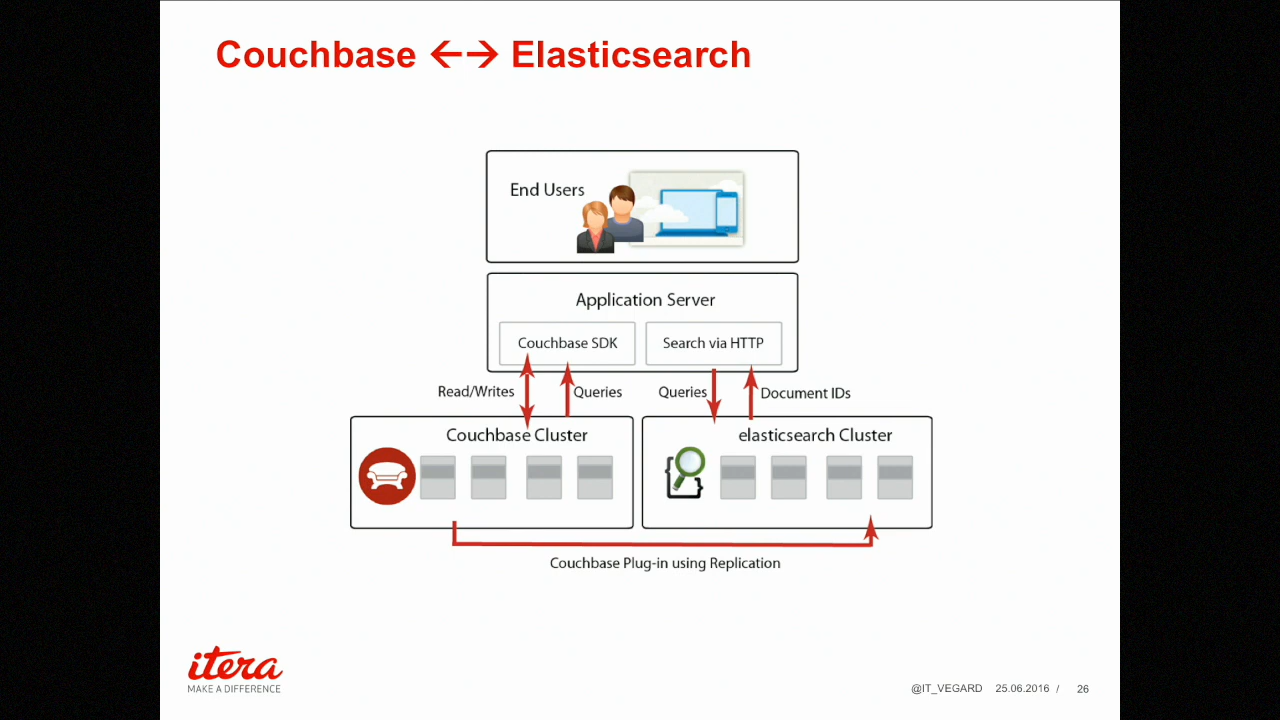 Couchbase ←→ Elasticsearch
End Users
Application Server
Couchbase SDK
Search via HTTP
Read/Writes
Queries
Queries
Document IDs
Couchbase Cluster
elasticsearch Cluster
Couchbase Plug-in using Replication
itera
MAKE A DIFFERENCE
@IT_VEGARD 25.06.2016 / 26